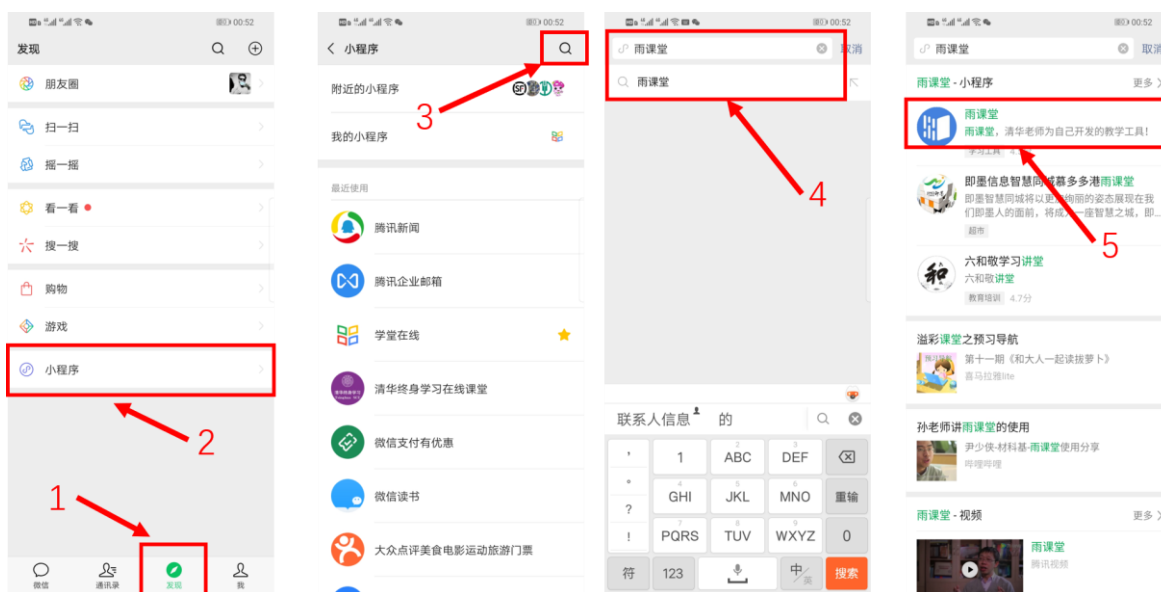 00:52
发现
朋友圈
扫一扫
摇一摇
看一看
搜一搜
购物
游戏
小程序
2
1
微信
通讯录
发现
我
00:52
小程序
附近的小程序
3
我的小程序
最近使用
腾讯新闻
腾讯企业邮箱
学堂在线
清华终身学习在线课堂
微信支付有优惠
微信读书
大众点评美食电影运动旅游门票
00:52
雨课堂
取消
雨课堂
4
联系人信息
的
,
1
2
ABC
3
DEF
。
4
GHI
5
JKL
6
MNO
重输
?
7
PQRS
8
TUV
9
WXYZ
0
!
符
123
中/英
搜索
00:52
雨课堂
取消
雨课堂 - 小程序
更多
雨课堂
雨课堂，清华老师为自己开发的教学工具！
学习工具
即墨信息智慧同城慕多多港雨课堂
即墨智慧同城将以更加绚丽的姿态展现在我
们即墨人的面前，将成为一座智慧之城，即...
超市
5
六和敬学习讲堂
六和敬讲堂
教育培训 4.7分
溢彩课堂之预习导航
预习导航
第十一期《和大人一起读拔萝卜》
喜马拉雅lite
孙老师讲雨课堂的使用
尹少侠-材料基-雨课堂使用分享
哔哩哔哩
雨课堂 - 视频
更多
雨课堂
腾讯视频